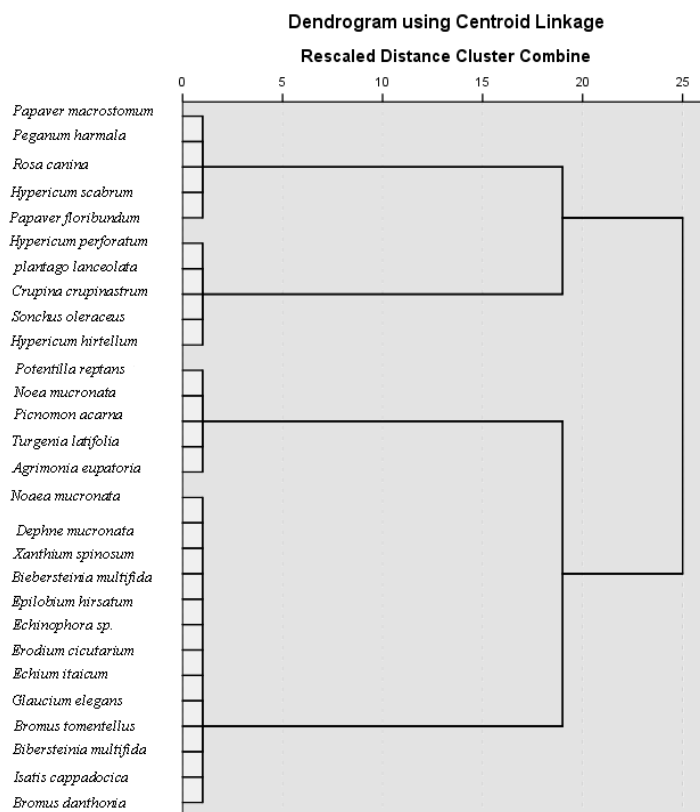 Dendrogram using Centroid Linkage
Rescaled Distance Cluster Combine
0 5 10 15 20 25
Papaver macrostomum
Peganum harmala
Rosa canina
Hypericum scabrum
Papaver floribundum
Hypericum perforatum
plantago lanceolata
Crupina crupinastrum
Sonchus oleraceus
Hypericum hirtellum
Potentilla reptans
Noea mucronata
Picnomon acarna
Turgenia latifolia
Agrimonia eupatoria
Noaea mucronata
Dephne mucronata
Xanthium spinosum
Biebersteinia multifida
Epilobium hirsatum
Echinophora sp.
Erodium cicutarium
Echium itaicum
Glaucium elegans
Bromus tomentellus
Bibersteinia multifida
Isatis cappadocica
Bromus danthonia